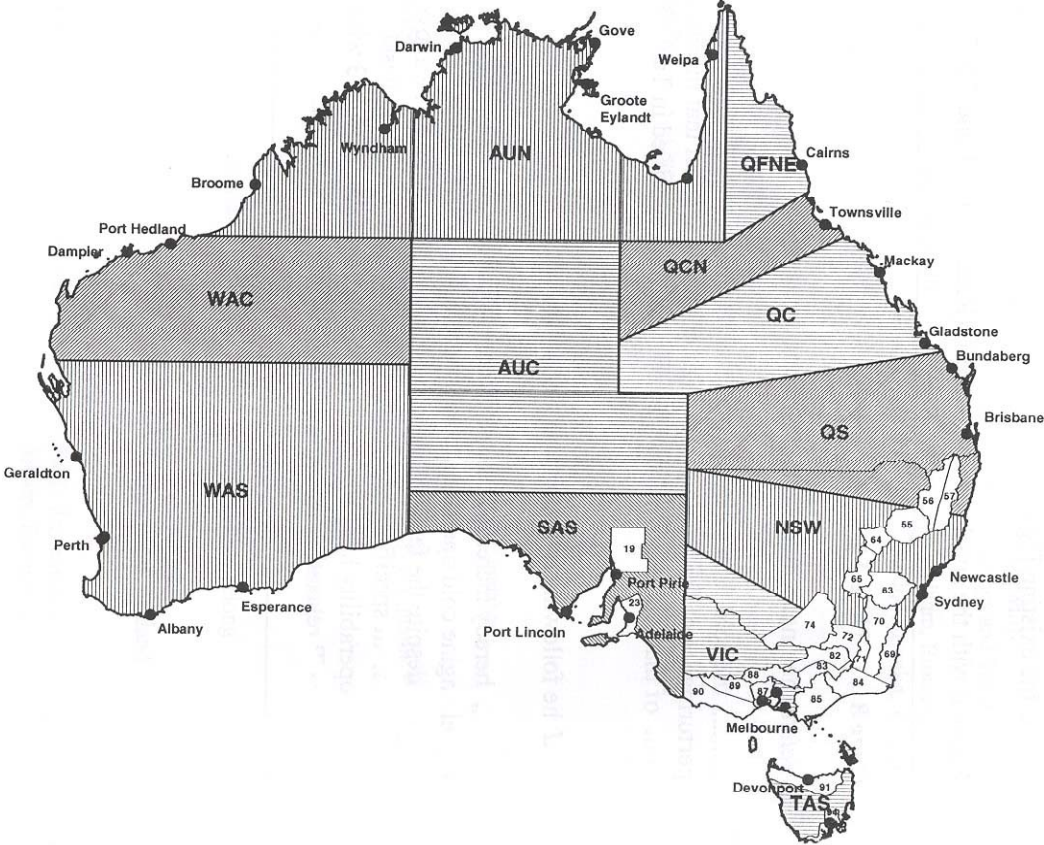 Gove
Darwin
Weipa
Groote
Eylandt
Wyndham
AUN
QFNE
Cairns
Broome
Townsville
Port Hedland
Dampier
QCN
Mackay
WAC
QC
Gladstone
AUC
Bundaberg
Brisbane
QS
Geraldton
WAS
56
57
SAS
NSW
55
64
19
Perth
Port Pirie
65
63
Newcastle
Sydney
Esperance
23
Albany
Port Lincoln
Adelaide
74
70
72
VIC
82
71
69
83
88
84
90
89
87
85
Melbourne
Devonport
91
TAS